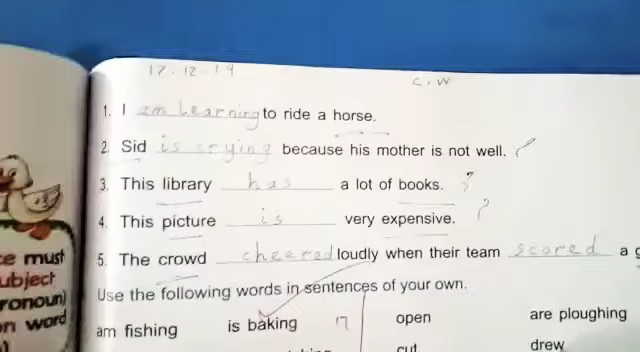 17.12.19
C.W
1. I am learning to ride a horse.
2. Sid is crying because his mother is not well.
3. This library has a lot of books.
4. This picture is very expensive.
5. The crowd cheered loudly when their team scored a
must
ubject
ronoun)
word
Use the following words in sentences of your own.
am fishing is baking open are ploughing
cut drew